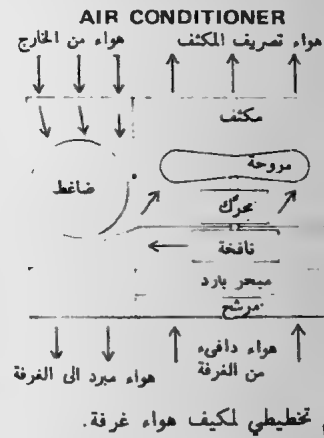 AIR CONDITIONER
هواء تصريف المكثف
هواء من الخارج
مكثف
مروحة
ضاغط
محرك
نافخة
مبخر بارد
مرشح
هواء دافىء
من الغرفة
هواء مبرد الى الغرفة
تخطيطي لمكيف هواء غرفة.